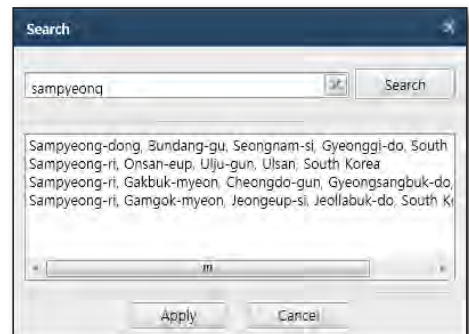 Search
sampyeong
Search
Sampyeong-dong, Bundang-gu, Seongnam-si, Gyeonggi-do, South
Sampyeong-ri, Onsan-eup, Ulju-gun, Ulsan, South Korea
Sampyeong-ri, Gakbuk-myeon, Cheongdo-gun, Gyeongsangbuk-do,
Sampyeong-ri, Gamgok-myeon, Jeongeup-si, Jeollabuk-do, South
Apply Cancel